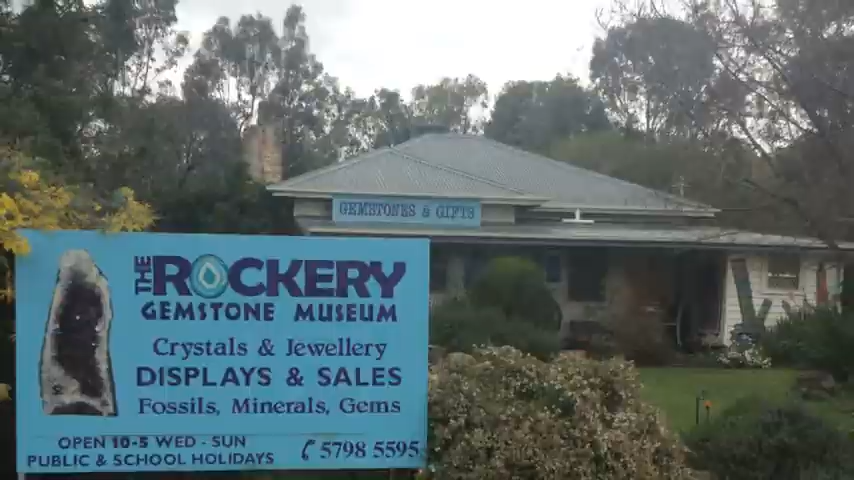 GEMSTONES & GIFTS
THE ROCKERY
GEMSTONE MUSEUM
Crystals & Jewellery
DISPLAYS & SALES
Fossils, Minerals, Gems
OPEN 10-5 WED - SUN
PUBLIC & SCHOOL HOLIDAYS
5798 5595